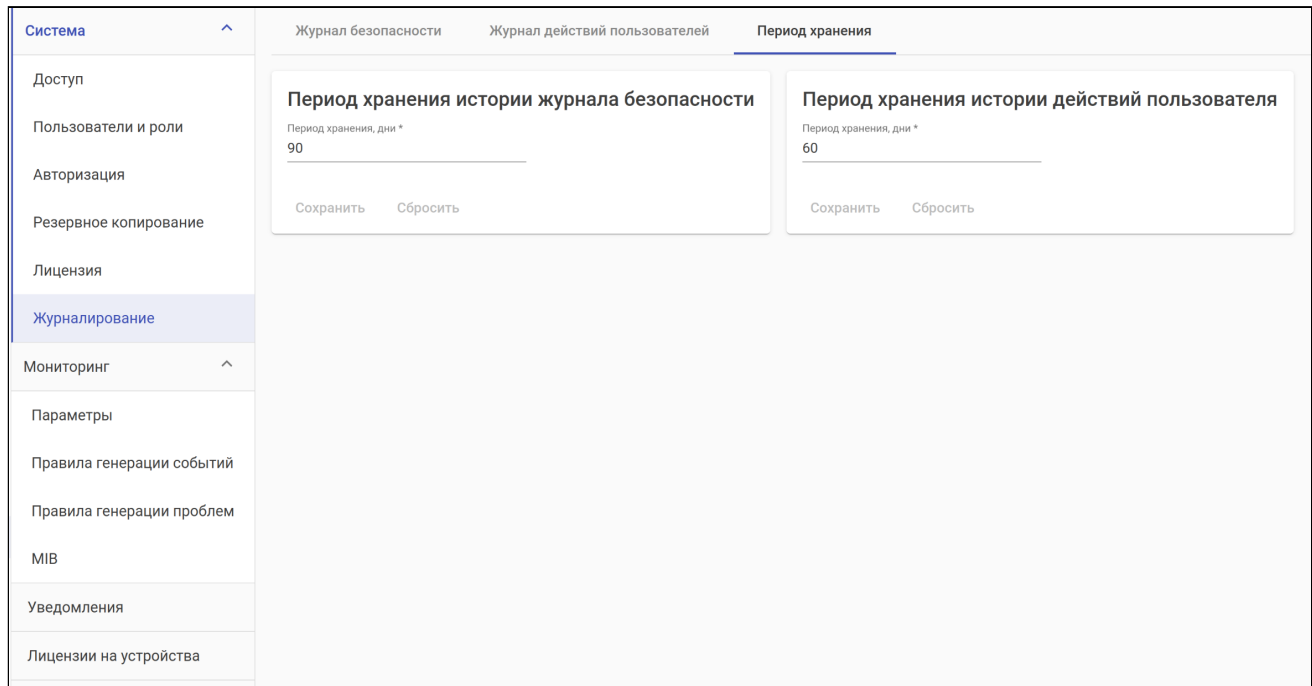 Система
Доступ
Пользователи и роли
Авторизация
Резервное копирование
Лицензия
Журналирование
Мониторинг
Параметры
Правила генерации событий
Правила генерации проблем
MIB
Уведомления
Лицензии на устройства
Журнал безопасности Журнал действий пользователей Период хранения
Период хранения истории журнала безопасности
Период хранения, дни *
90
Сохранить Сбросить
Период хранения истории действий пользователя
Период хранения, дни *
60
Сохранить Сбросить